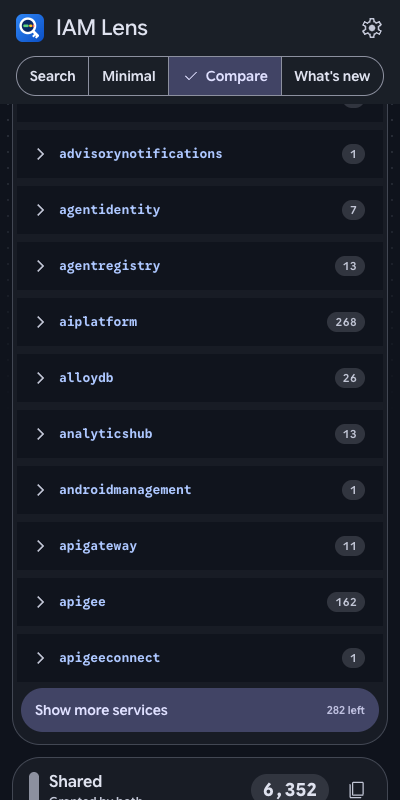 IAM Lens
Search
Minimal
Compare
What's new
advisorynotifications 1
agentidentity 7
agentregistry 13
aiplatform 268
alloydb 26
analyticshub 13
androidmanagement 1
apigateway 11
apigee 162
apigeeconnect 1
Show more services 282 left
Shared 6,352